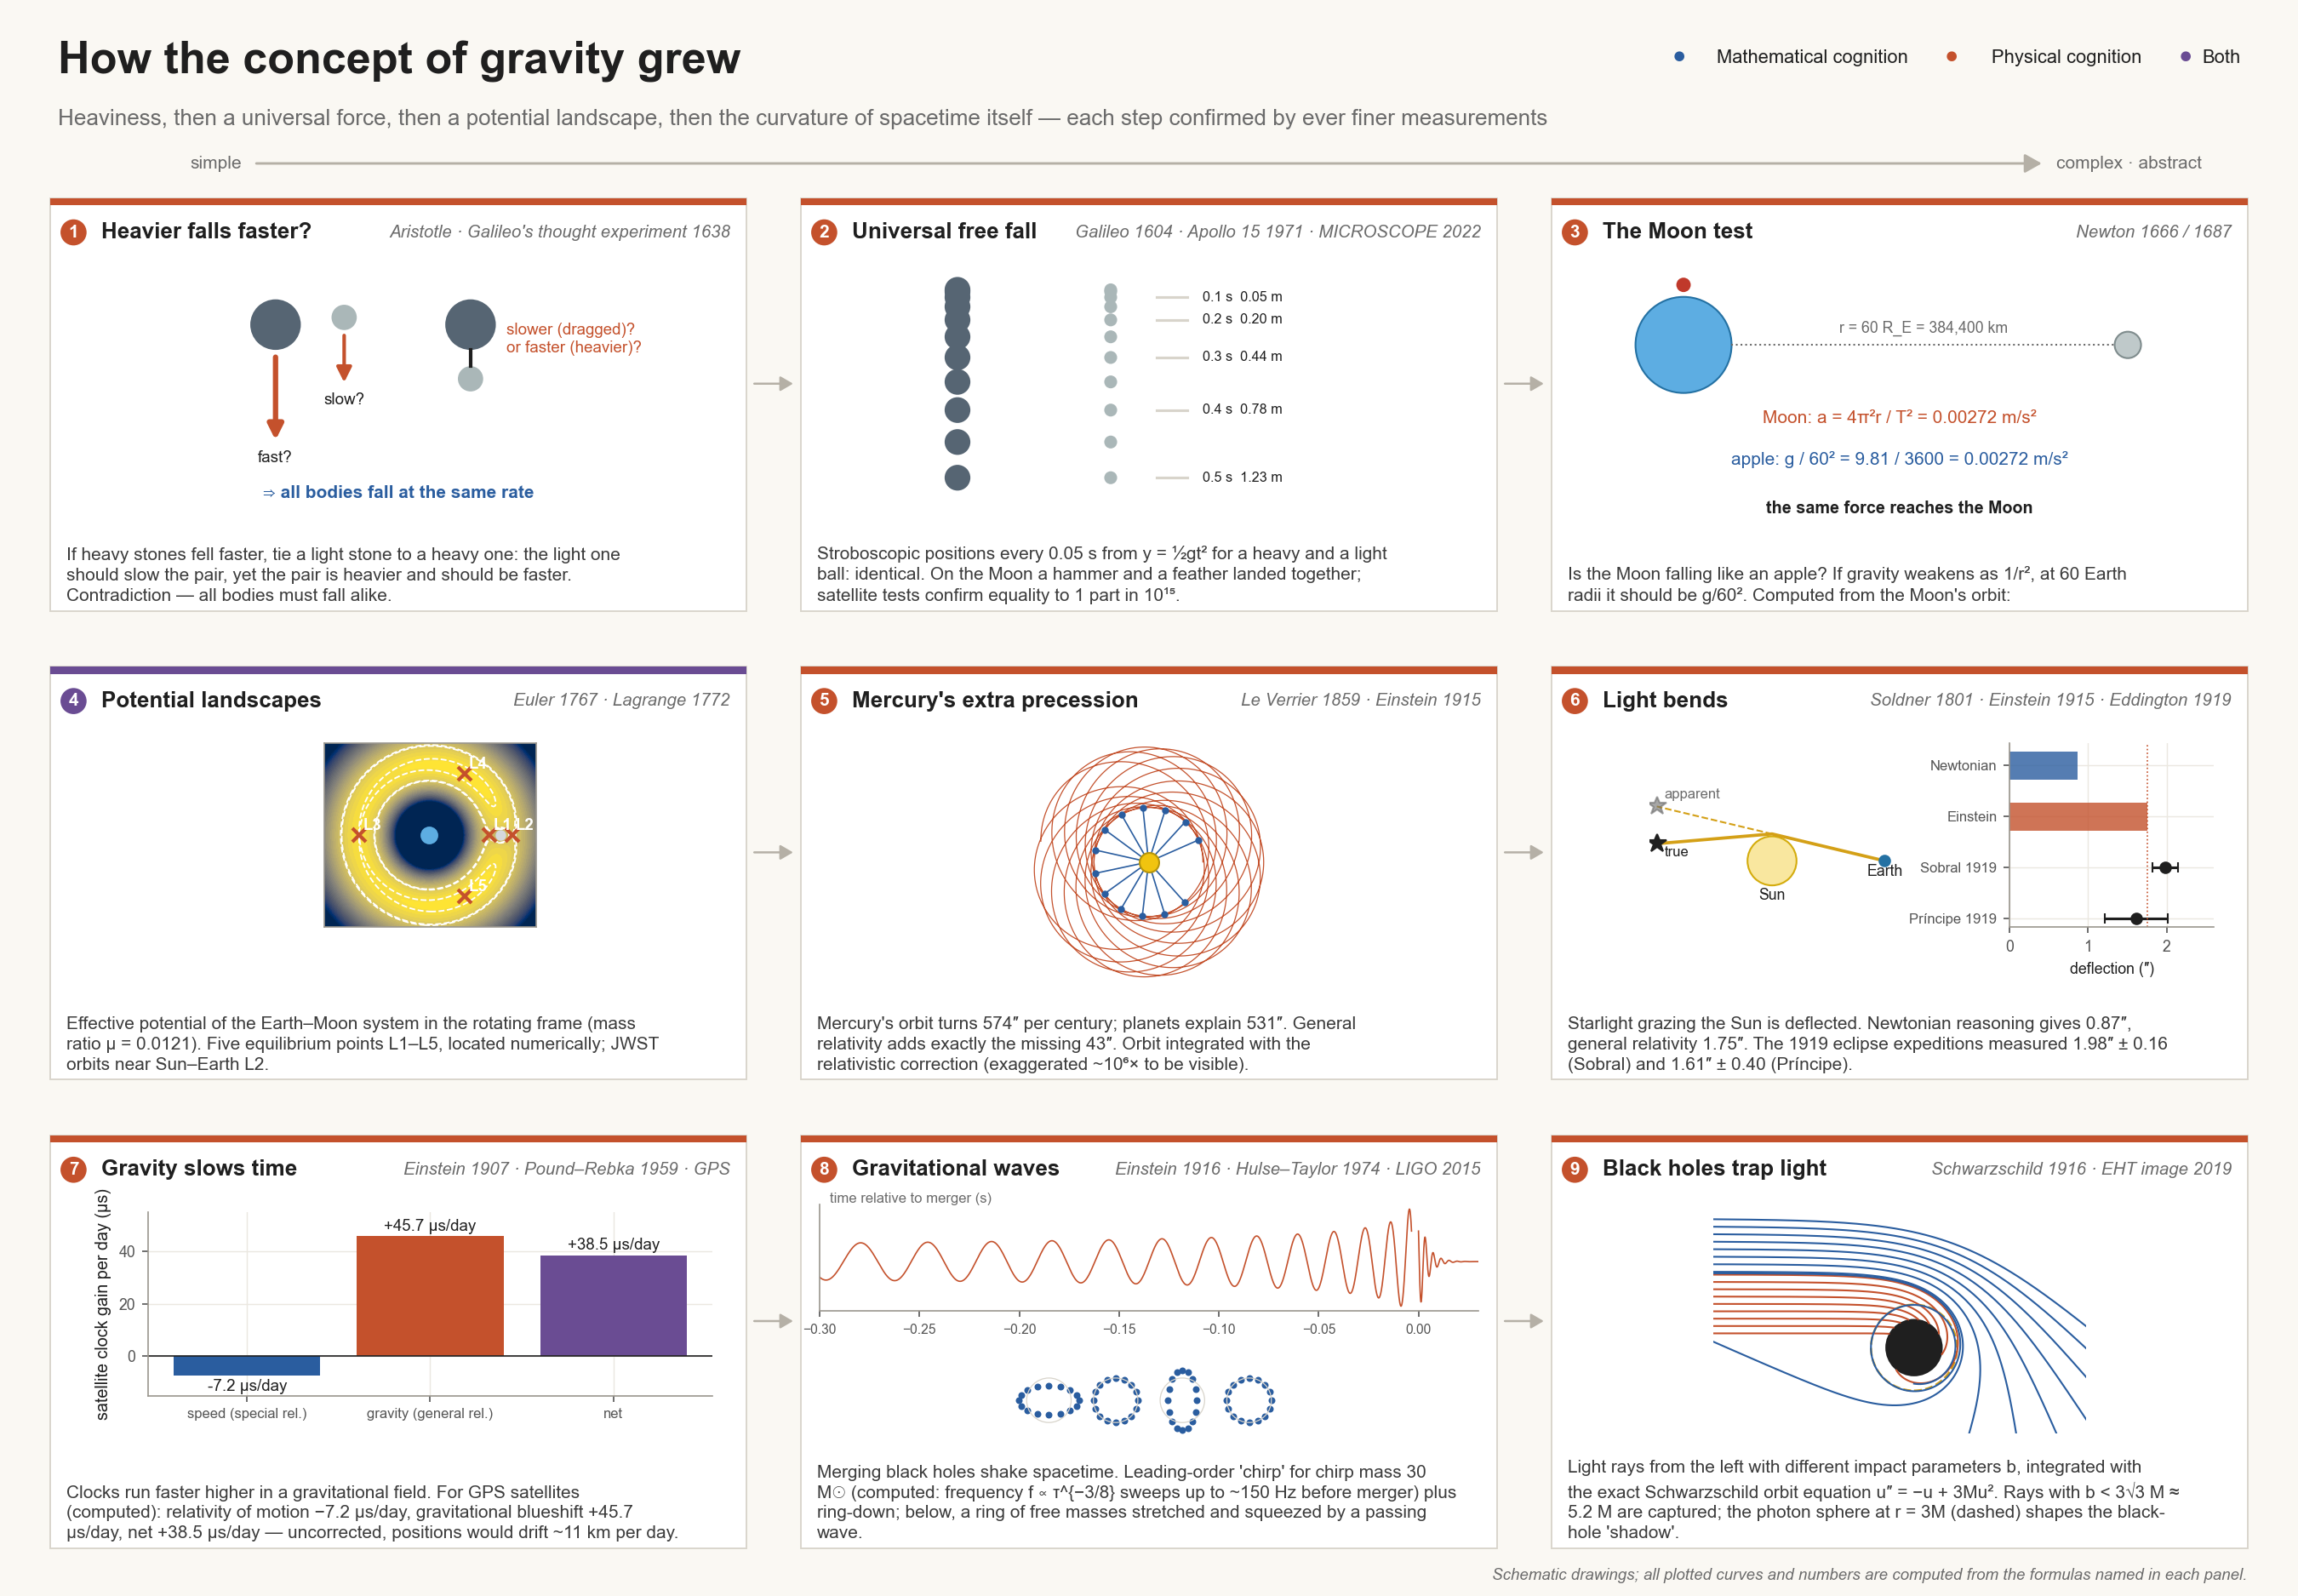 How the concept of gravity grew
Mathematical cognition
Physical cognition
Both
Heaviness, then a universal force, then a potential landscape, then the curvature of spacetime itself — each step confirmed by ever finer measurements
simple
complex · abstract
1 Heavier falls faster?
Aristotle · Galileo's thought experiment 1638
slower (dragged)?
or faster (heavier)?
slow?
fast?
⇒ all bodies fall at the same rate
If heavy stones fell faster, tie a light stone to a heavy one: the light one
should slow the pair, yet the pair is heavier and should be faster.
Contradiction — all bodies must fall alike.
2 Universal free fall
Galileo 1604 · Apollo 15 1971 · MICROSCOPE 2022
0.1 s 0.05 m
0.2 s 0.20 m
0.3 s 0.44 m
0.4 s 0.78 m
0.5 s 1.23 m
Stroboscopic positions every 0.05 s from y = ½gt² for a heavy and a light
ball: identical. On the Moon a hammer and a feather landed together;
satellite tests confirm equality to 1 part in 10¹⁵.
3 The Moon test
Newton 1666 / 1687
r = 60 R_E = 384,400 km
Moon: a = 4π²r / T² = 0.00272 m/s²
apple: g / 60² = 9.81 / 3600 = 0.00272 m/s²
the same force reaches the Moon
Is the Moon falling like an apple? If gravity weakens as 1/r², at 60 Earth
radii it should be g/60². Computed from the Moon's orbit:
4 Potential landscapes
Euler 1767 · Lagrange 1772
L4
L3
L1
L2
L5
Effective potential of the Earth–Moon system in the rotating frame (mass
ratio μ = 0.0121). Five equilibrium points L1–L5, located numerically; JWST
orbits near Sun–Earth L2.
5 Mercury's extra precession
Le Verrier 1859 · Einstein 1915
Mercury's orbit turns 574″ per century; planets explain 531″. General
relativity adds exactly the missing 43″. Orbit integrated with the
relativistic correction (exaggerated ~10⁶× to be visible).
6 Light bends
Soldner 1801 · Einstein 1915 · Eddington 1919
apparent
true
Sun
Earth
Newtonian
Einstein
Sobral 1919
Príncipe 1919
0 1 2
deflection (″)
Starlight grazing the Sun is deflected. Newtonian reasoning gives 0.87″,
general relativity 1.75″. The 1919 eclipse expeditions measured 1.98″ ± 0.16
(Sobral) and 1.61″ ± 0.40 (Príncipe).
7 Gravity slows time
Einstein 1907 · Pound–Rebka 1959 · GPS
satellite clock gain per day (μs)
40
20
0
+45.7 μs/day
+38.5 μs/day
-7.2 μs/day
speed (special rel.)
gravity (general rel.)
net
Clocks run faster higher in a gravitational field. For GPS satellites
(computed): relativity of motion −7.2 μs/day, gravitational blueshift +45.7
μs/day, net +38.5 μs/day — uncorrected, positions would drift ~11 km per day.
8 Gravitational waves
Einstein 1916 · Hulse–Taylor 1974 · LIGO 2015
time relative to merger (s)
−0.30 −0.25 −0.20 −0.15 −0.10 −0.05 0.00
Merging black holes shake spacetime. Leading-order 'chirp' for chirp mass 30
M☉ (computed: frequency f ∝ τ^{−3/8} sweeps up to ~150 Hz before merger) plus
ring-down; below, a ring of free masses stretched and squeezed by a passing
wave.
9 Black holes trap light
Schwarzschild 1916 · EHT image 2019
Light rays from the left with different impact parameters b, integrated with
the exact Schwarzschild orbit equation u″ = −u + 3Mu². Rays with b < 3√3 M ≈
5.2 M are captured; the photon sphere at r = 3M (dashed) shapes the black-
hole 'shadow'.
Schematic drawings; all plotted curves and numbers are computed from the formulas named in each panel.